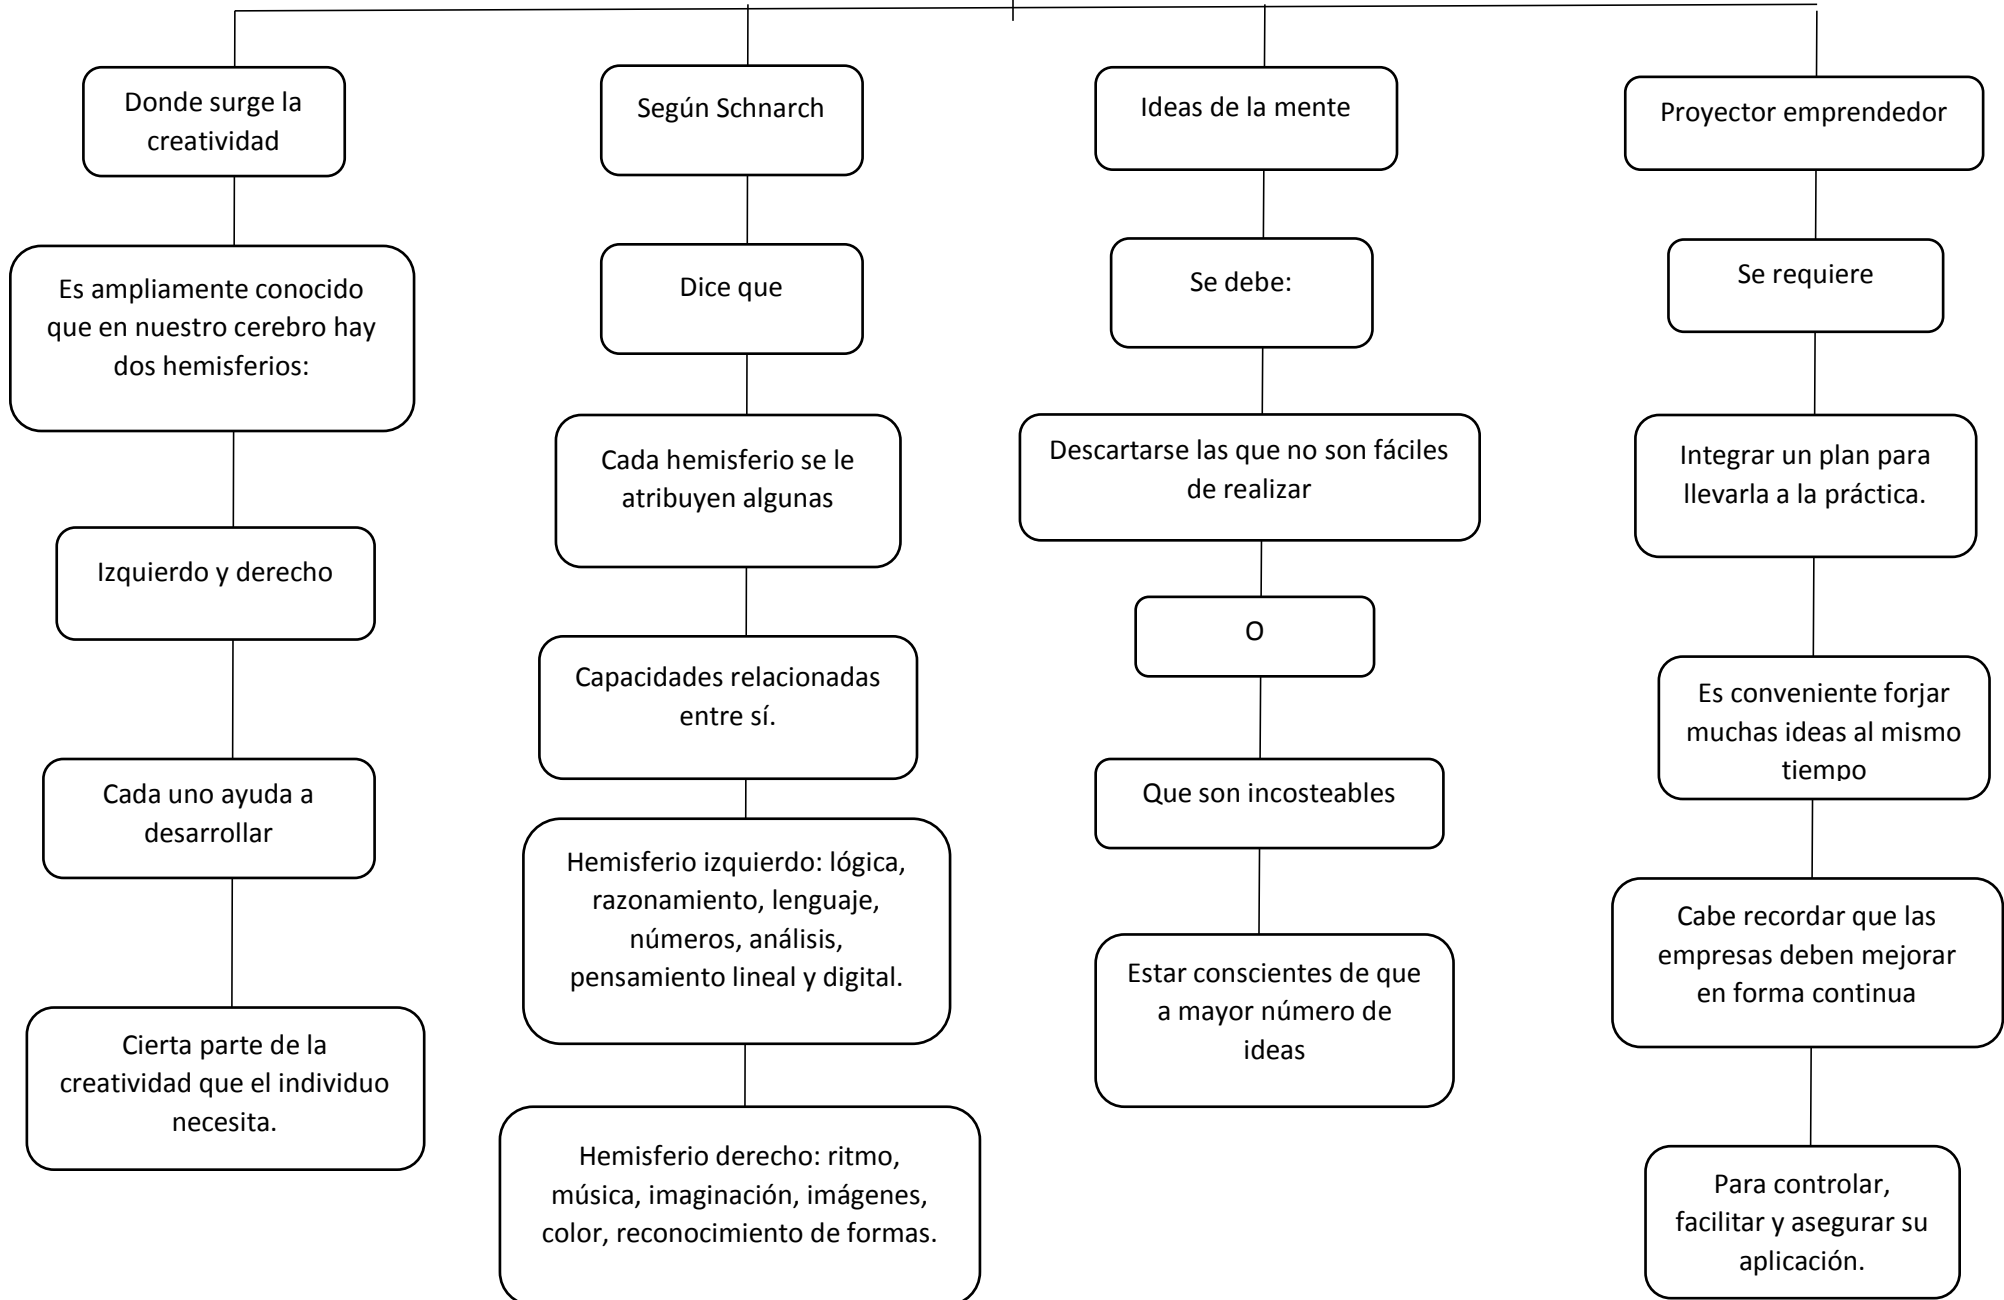 Donde surge la
creatividad
Es ampliamente conocido
que en nuestro cerebro hay
dos hemisferios:
Izquierdo y derecho
Cada uno ayuda a
desarrollar
Cierta parte de la
creatividad que el individuo
necesita.
Según Schnarch
Dice que
Cada hemisferio se le
atribuyen algunas
Capacidades relacionadas
entre sí.
Hemisferio izquierdo: lógica,
razonamiento, lenguaje,
números, análisis,
pensamiento lineal y digital.
Hemisferio derecho: ritmo,
música, imaginación, imágenes,
color, reconocimiento de formas.
Ideas de la mente
Se debe:
Descartarse las que no son fáciles
de realizar
O
Que son incosteables
Estar conscientes de que
a mayor número de
ideas
Proyector emprendedor
Se requiere
Integrar un plan para
llevarla a la práctica.
Es conveniente forjar
muchas ideas al mismo
tiempo
Cabe recordar que las
empresas deben mejorar
en forma continua
Para controlar,
facilitar y asegurar su
aplicación.